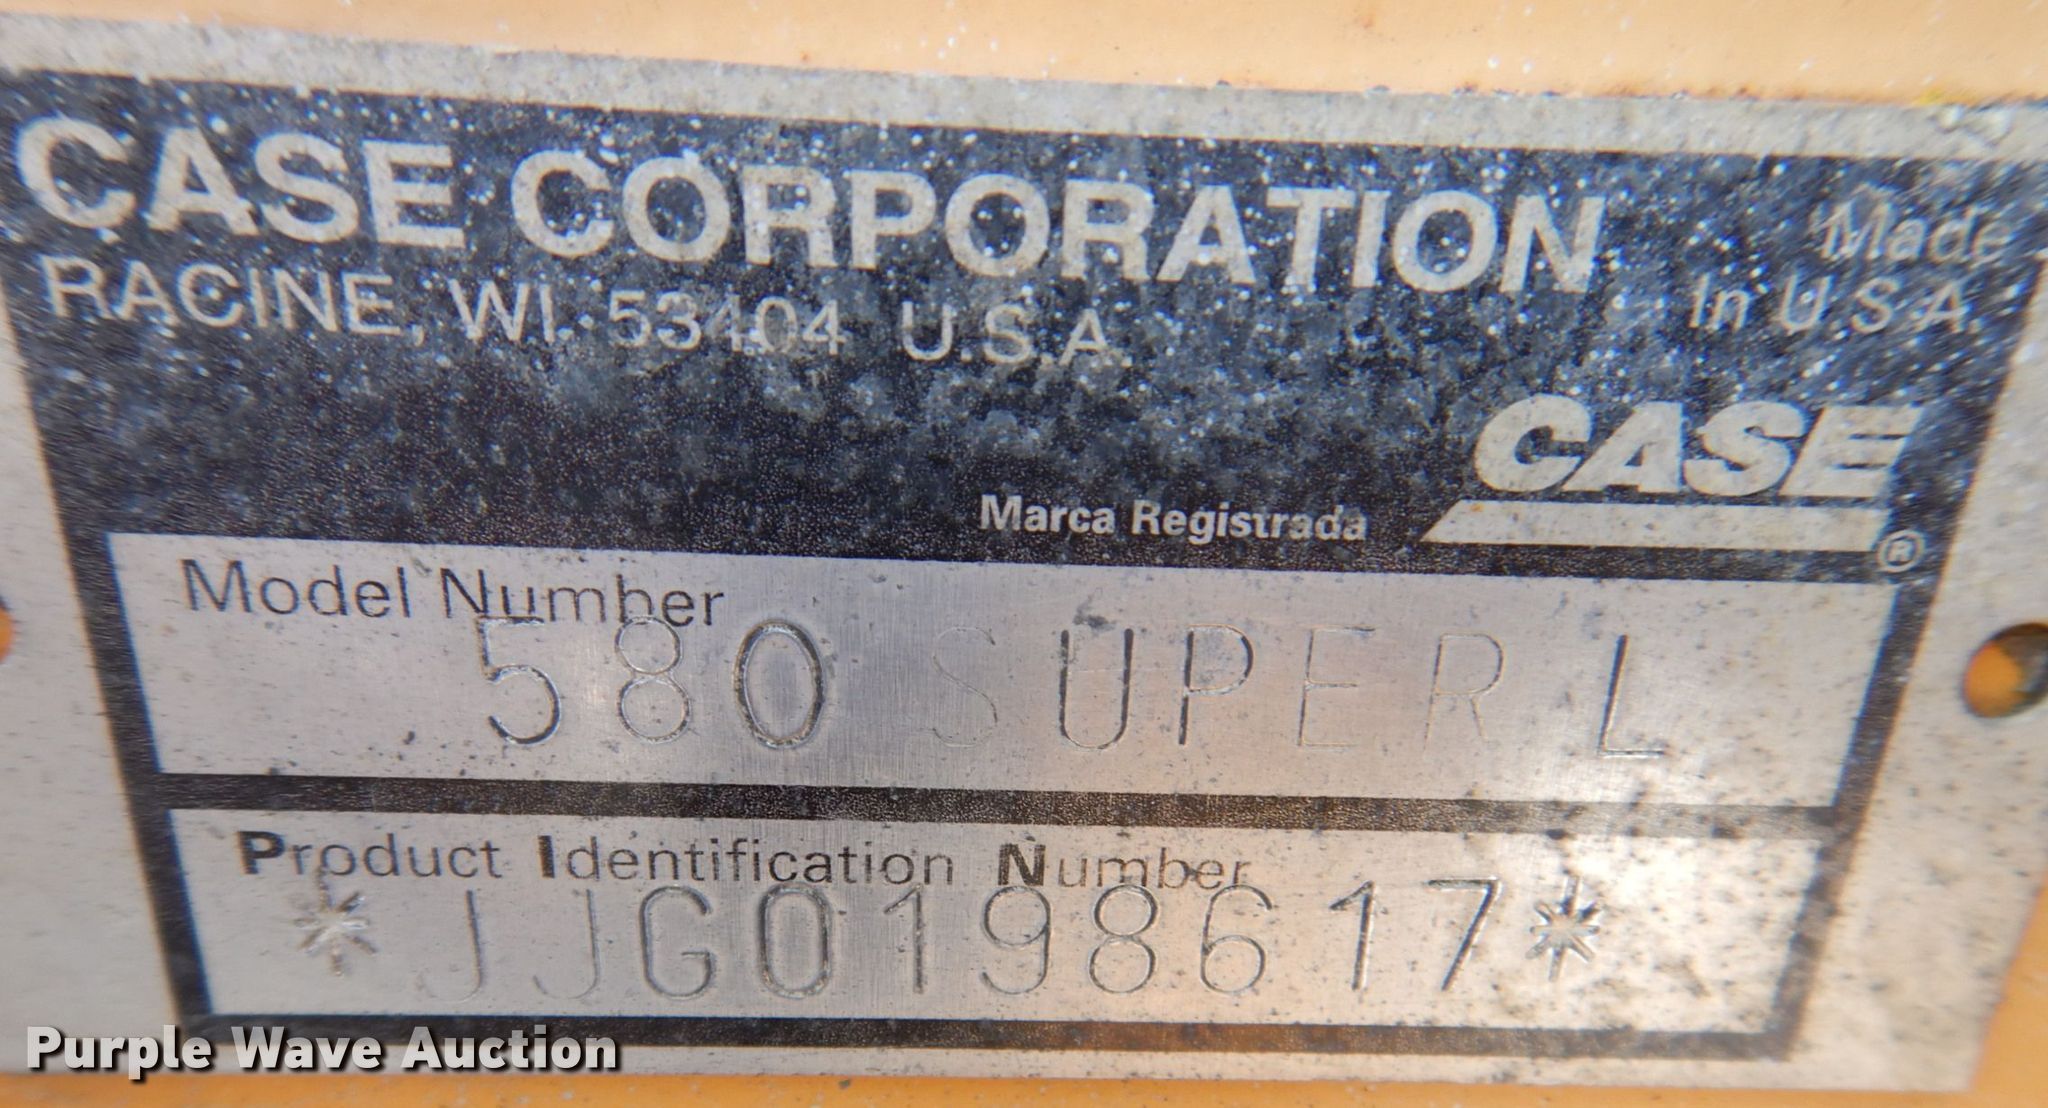 CASE CORPORATION
RACINE, WI. 53404 U.S.A.
Made
In U.S.A.
CASE
Marca Registrada
®
Model Number
580 SUPER L
Product Identification Number
*JJG0198617*
Purple Wave Auction